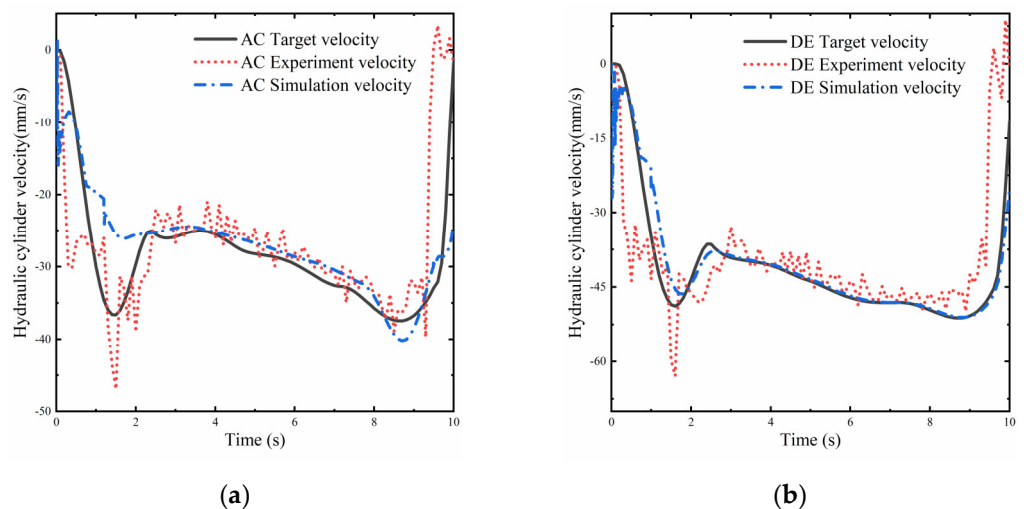 AC Target velocity
AC Experiment velocity
AC Simulation velocity
Hydraulic cylinder velocity(mm/s)
0
-10
-20
-30
-40
-50
0
2
4
6
8
10
Time (s)
(a)
DE Target velocity
DE Experiment velocity
DE Simulation velocity
Hydraulic cylinder velocity(mm/s)
0
-15
-30
-45
-60
0
2
4
6
8
10
Time (s)
(b)